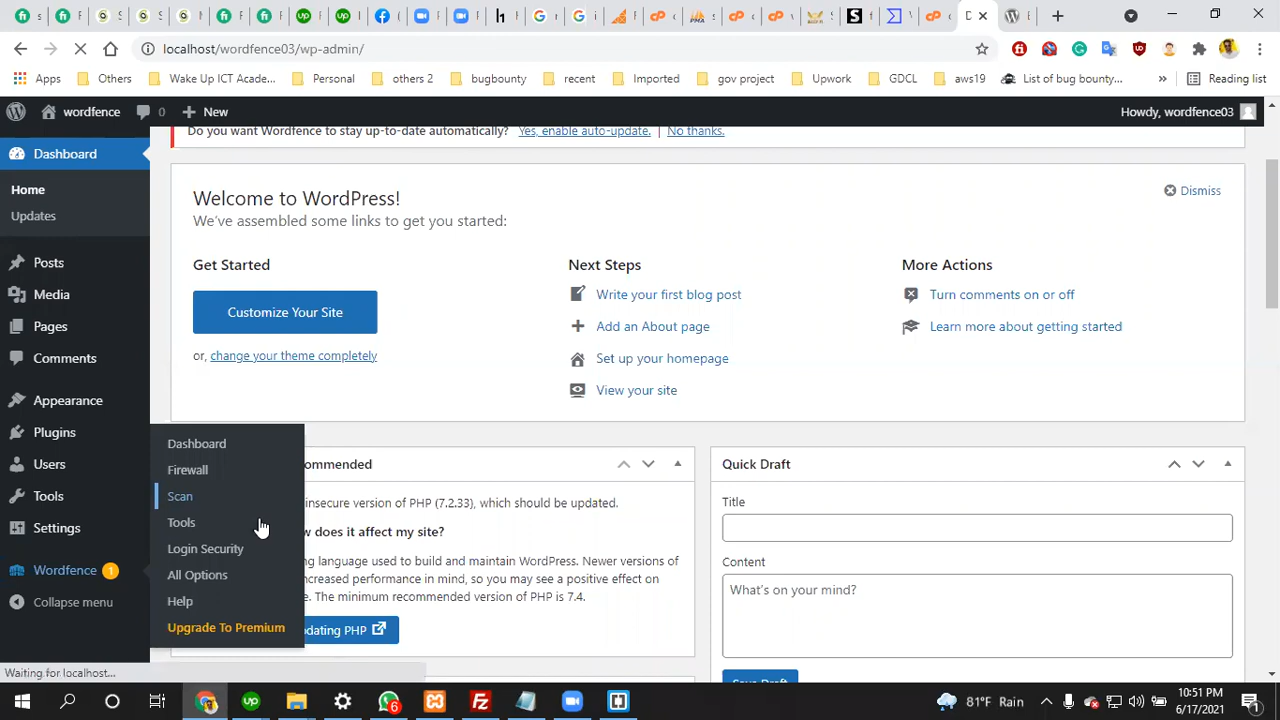 localhost/wordfence03/wp-admin/
Apps
Others
Wake Up ICT Acade...
Personal
others 2
bugbounty
recent
Imported
gov project
Upwork
GDCL
aws19
List of bug bounty...
»
Reading list
wordfence
0
New
Howdy, wordfence03
Do you want Wordfence to stay up-to-date automatically? Yes, enable auto-update. | No thanks.
Dashboard
Home
Updates
Posts
Media
Pages
Comments
Appearance
Plugins
Users
Tools
Settings
Wordfence 1
Collapse menu
Dashboard
Firewall
Scan
Tools
Login Security
All Options
Help
Upgrade To Premium
Welcome to WordPress!
Dismiss
We've assembled some links to get you started:
Get Started
Customize Your Site
or, change your theme completely
Next Steps
Write your first blog post
Add an About page
Set up your homepage
View your site
More Actions
Turn comments on or off
Learn more about getting started
ommended
insecure version of PHP (7.2.33), which should be updated.
w does it affect my site?
ng language used to build and maintain WordPress. Newer versions of
ncreased performance in mind, so you may see a positive effect on
e. The minimum recommended version of PHP is 7.4.
dating PHP
Quick Draft
Title
Content
What's on your mind?
Save Draft
Waiting for localhost...
6
81°F Rain
10:51 PM
6/17/2021
1